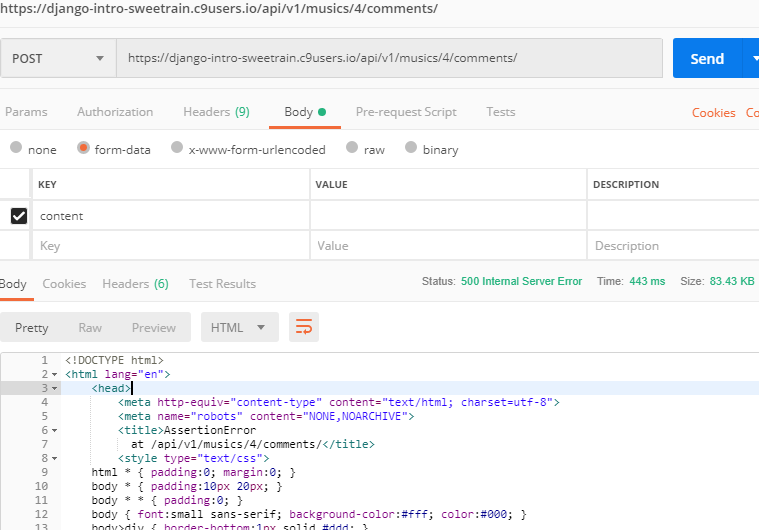 https://django-intro-sweetrain.c9users.io/api/v1/musics/4/comments/
POST https://django-intro-sweetrain.c9users.io/api/v1/musics/4/comments/ Send
Params Authorization Headers (9) Body Pre-request Script Tests Cookies Co
none form-data x-www-form-urlencoded raw binary
KEY VALUE DESCRIPTION
content
Key Value Description
Body Cookies Headers (6) Test Results Status: 500 Internal Server Error Time: 443 ms Size: 83.43 KB
Pretty Raw Preview HTML
1 <!DOCTYPE html>
2 <html lang="en">
3 <head>
4 <meta http-equiv="content-type" content="text/html; charset=utf-8">
5 <meta name="robots" content="NONE,NOARCHIVE">
6 <title>AssertionError
7 at /api/v1/musics/4/comments/</title>
8 <style type="text/css">
9 html * { padding:0; margin:0; }
10 body * { padding:10px 20px; }
11 body * * { padding:0; }
12 body { font:small sans-serif; background-color:#fff; color:#000; }
13 body>div { border-bottom:1px solid #ddd; }